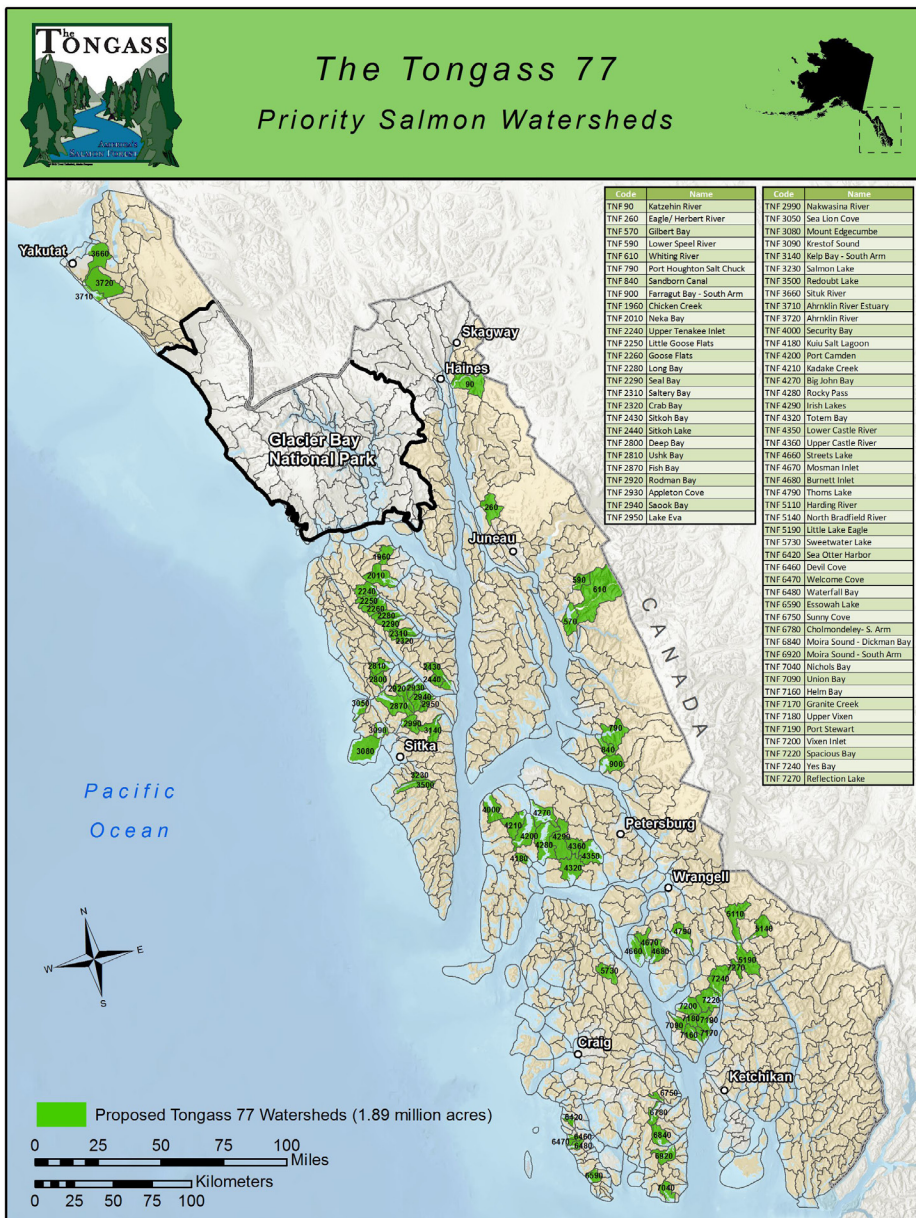 The
TONGASS
AMERICA'S
SALMON FOREST
The Tongass 77
Priority Salmon Watersheds
Code Name
TNF 90 Katzehin River
TNF 260 Eagle/ Herbert River
TNF 570 Gilbert Bay
TNF 590 Lower Speel River
TNF 610 Whiting River
TNF 790 Port Houghton Salt Chuck
TNF 840 Sandborn Canal
TNF 900 Farragut Bay - South Arm
TNF 1960 Chicken Creek
TNF 2010 Neka Bay
TNF 2240 Upper Tenakee Inlet
TNF 2250 Little Goose Flats
TNF 2260 Goose Flats
TNF 2280 Long Bay
TNF 2290 Seal Bay
TNF 2310 Saltery Bay
TNF 2320 Crab Bay
TNF 2430 Sitkoh Bay
TNF 2440 Sitkoh Lake
TNF 2800 Deep Bay
TNF 2810 Ushk Bay
TNF 2870 Fish Bay
TNF 2920 Rodman Bay
TNF 2930 Appleton Cove
TNF 2940 Saook Bay
TNF 2950 Lake Eva
Code Name
TNF 2990 Nakwasina River
TNF 3050 Sea Lion Cove
TNF 3080 Mount Edgecumbe
TNF 3090 Krestof Sound
TNF 3140 Kelp Bay - South Arm
TNF 3230 Salmon Lake
TNF 3500 Redoubt Lake
TNF 3660 Situk River
TNF 3710 Ahrnklin River Estuary
TNF 3720 Ahrnklin River
TNF 4000 Security Bay
TNF 4180 Kuiu Salt Lagoon
TNF 4200 Port Camden
TNF 4210 Kadake Creek
TNF 4270 Big John Bay
TNF 4280 Rocky Pass
TNF 4290 Irish Lakes
TNF 4320 Totem Bay
TNF 4350 Lower Castle River
TNF 4360 Upper Castle River
TNF 4660 Streets Lake
TNF 4670 Mosman Inlet
TNF 4680 Burnett Inlet
TNF 4790 Thoms Lake
TNF 5110 Harding River
TNF 5140 North Bradfield River
TNF 5190 Little Lake Eagle
TNF 5730 Sweetwater Lake
TNF 6420 Sea Otter Harbor
TNF 6460 Devil Cove
TNF 6470 Welcome Cove
TNF 6480 Waterfall Bay
TNF 6590 Essowah Lake
TNF 6750 Sunny Cove
TNF 6780 Cholmondeley- S. Arm
TNF 6840 Moira Sound - Dickman Bay
TNF 6920 Moira Sound - South Arm
TNF 7040 Nichols Bay
TNF 7090 Union Bay
TNF 7160 Helm Bay
TNF 7170 Granite Creek
TNF 7180 Upper Vixen
TNF 7190 Port Stewart
TNF 7200 Vixen Inlet
TNF 7220 Spacious Bay
TNF 7240 Yes Bay
TNF 7270 Reflection Lake
Yakutat
3660
3720
3710
Skagway
Haines
90
Glacier Bay
National Park
260
Juneau
1960
2010
2240
2250
2260
2280
2290
2310
2320
590
610
570
CANADA
2810
2800
2430
2440
2920
2930
2940
2950
2870
3050
2990
3090
3140
3080
Sitka
3230
3500
790
840
900
Pacific
Ocean
4000
4270
4210
4200
4290
4280
4360
4350
4180
4320
Petersburg
Wrangell
5110
5140
4790
4670
4660
4680
5190
7270
7240
5730
7220
7200
7180
7190
7090
7160
7170
Craig
Ketchikan
N
W
E
S
6750
6780
6420
6460
6470
6480
6840
6920
6590
7040
Proposed Tongass 77 Watersheds (1.89 million acres)
0 25 50 75 100
Miles
Kilometers
0 25 50 75 100